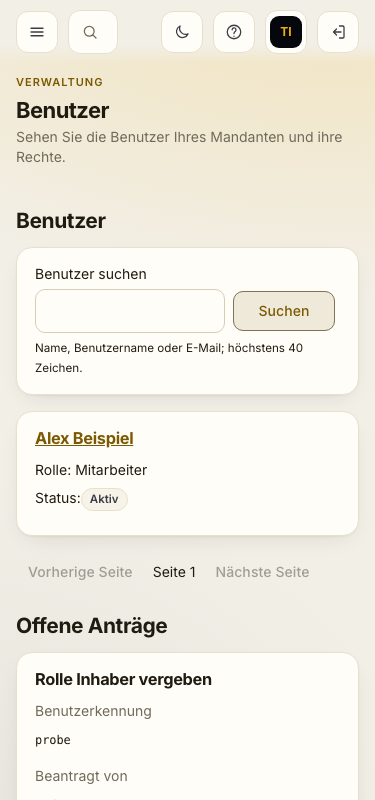 TI
VERWALTUNG
Benutzer
Sehen Sie die Benutzer Ihres Mandanten und ihre
Rechte.
Benutzer
Benutzer suchen
Suchen
Name, Benutzername oder E-Mail; höchstens 40
Zeichen.
Alex Beispiel
Rolle: Mitarbeiter
Status: Aktiv
Vorherige Seite Seite 1 Nächste Seite
Offene Anträge
Rolle Inhaber vergeben
Benutzerkennung
probe
Beantragt von